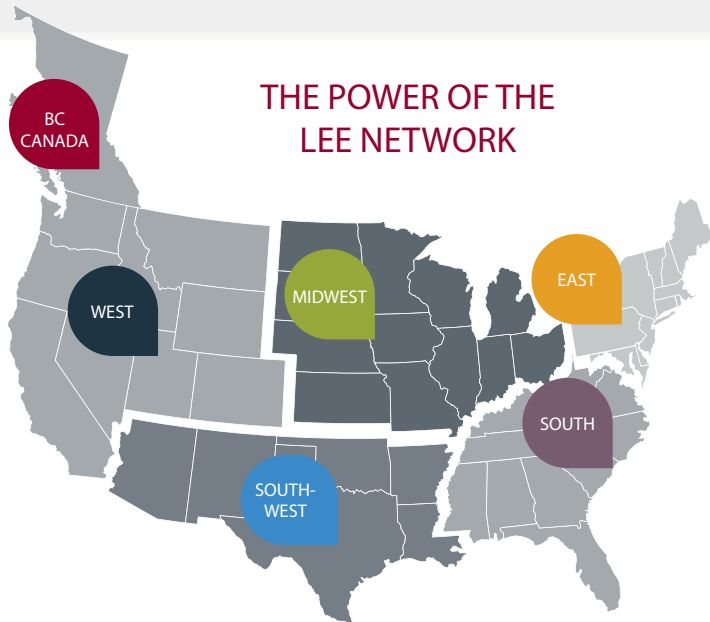 THE POWER OF THE
LEE NETWORK
BC
CANADA
WEST
MIDWEST
EAST
SOUTH
SOUTH-
WEST